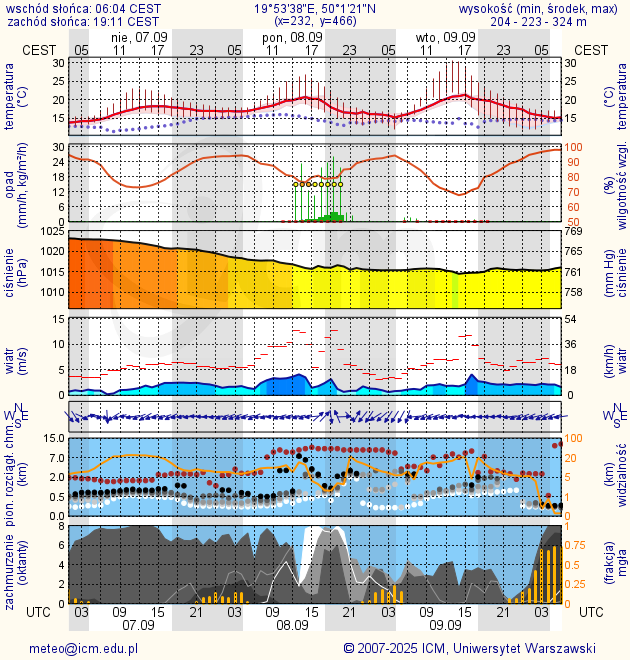 wschód słońca: 06:04 CEST 19°53'38"E, 50°1'21"N wysokość (min, środek, max)
zachód słońca: 19:11 CEST (x=232, y=466) 204 - 223 - 324 m
nie, 07.09 pon, 08.09 wto, 09.09
CEST 05 11 17 23 05 11 17 23 05 11 17 23 05 CEST
temperatura (°C) 30 25 20 15 30 25 20 15 (°C) temperatura
opad (mm/h, kg/m²/h) 30 24 18 12 6 0 100 90 80 70 60 50 (%) wilgotność wzgl.
ciśnienie (hPa) 1025 1020 1015 1010 769 765 761 758 (mm Hg) ciśnienie
wiatr (m/s) 15 10 5 0 54 36 18 0 (km/h) wiatr
N W E S N W E S
pion. rozciągł. chm. (km) 15.0 7.0 2.0 0.5 0.0 100 20 5 1 0 (km) widzialność
zachmurzenie (oktanty) 8 6 4 2 0 1 0.75 0.5 0.25 0 (frakcja) mgła
UTC 03 09 15 21 03 09 15 21 03 09 15 21 03 UTC
07.09 08.09 09.09
meteo@icm.edu.pl © 2007-2025 ICM, Uniwersytet Warszawski